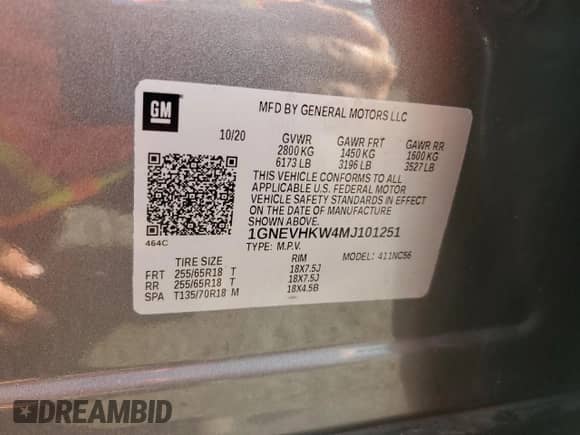 GM
MFD BY GENERAL MOTORS LLC
10/20 GVWR GAWR FRT GAWR RR
2800 KG 1450 KG 1600 KG
6173 LB 3196 LB 3527 LB
THIS VEHICLE CONFORMS TO ALL
APPLICABLE U.S. FEDERAL MOTOR
VEHICLE SAFETY STANDARDS IN EFFECT
ON THE DATE OF MANUFACTURE
SHOWN ABOVE.
1GNEVHKW4MJ101251
464C
TYPE: M.P.V. MODEL: 411NC56
TIRE SIZE RIM
FRT 255/65R18 T 18X7.5J
RR 255/65R18 T 18X7.5J
SPA T135/70R18 M 18X4.5B
DREAMBID